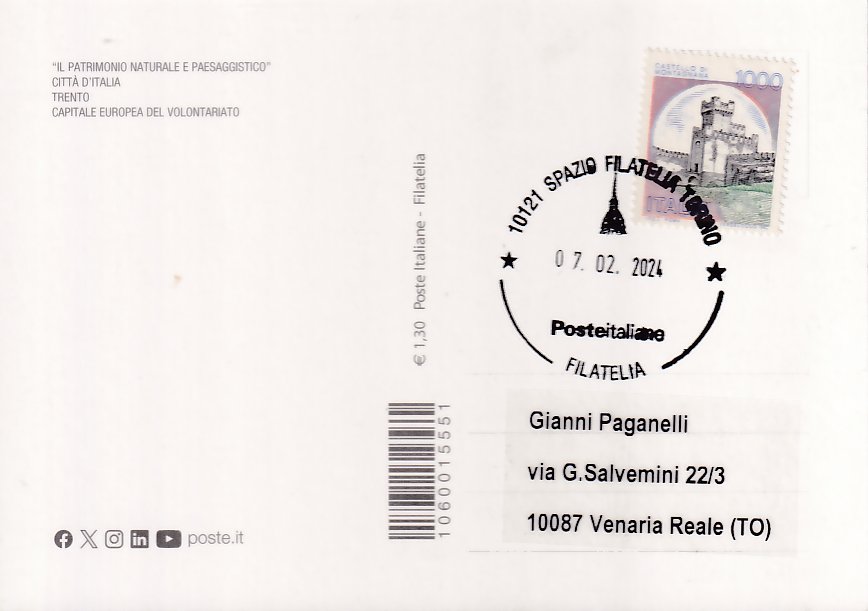 "IL PATRIMONIO NATURALE E PAESAGGISTICO"
CITTÀ D'ITALIA
TRENTO
CAPITALE EUROPEA DEL VOLONTARIATO
€ 1,30 Poste Italiane - Filatelia
1060015551
CASTELLO DI
MONTAGNANA
1000
ITALIA
10121 SPAZIO FILATELIA TORINO
07. 02. 2024
Posteitaliane
FILATELIA
Gianni Paganelli
via G.Salvemini 22/3
10087 Venaria Reale (TO)
poste.it